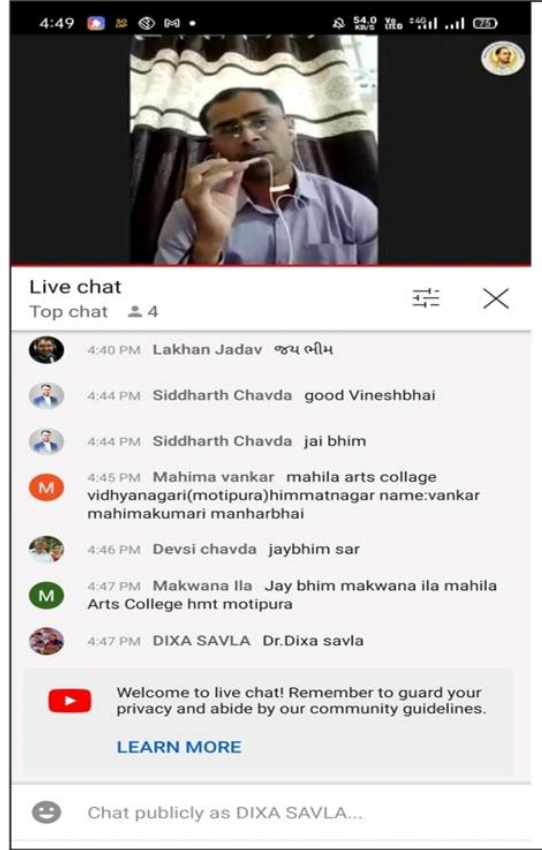 4:49
54.0
KB/S
Vo
LTE
4G
75
Live chat
Top chat 4
4:40 PM Lakhan Jadav જય ભીમ
4:44 PM Siddharth Chavda good Vineshbhai
4:44 PM Siddharth Chavda jai bhim
4:45 PM Mahima vankar mahila arts collage
vidhyanagari(motipura)himmatnagar name:vankar
mahimakumari manharbhai
4:46 PM Devsi chavda jaybhim sar
M
4:47 PM Makwana Ila Jay bhim makwana ila mahila
Arts College hmt motipura
M
4:47 PM DIXA SAVLA Dr.Dixa savla
Welcome to live chat! Remember to guard your
privacy and abide by our community guidelines.
LEARN MORE
Chat publicly as DIXA SAVLA...